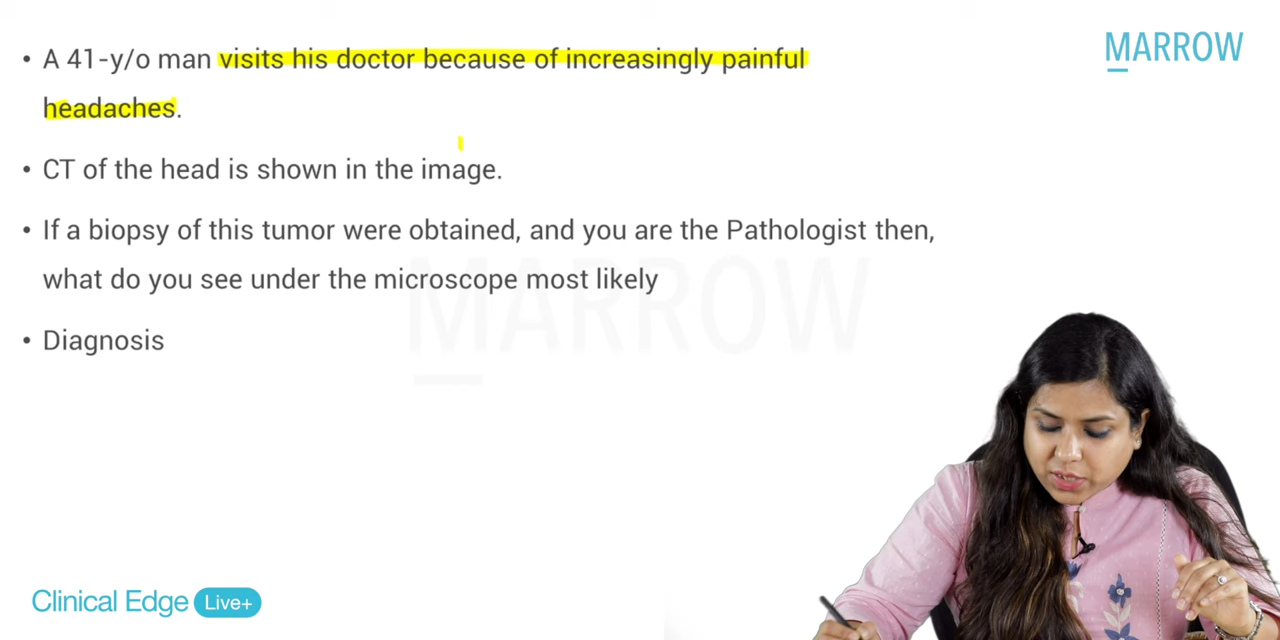 MARROW
• A 41-y/o man visits his doctor because of increasingly painful
headaches.
• CT of the head is shown in the image.
• If a biopsy of this tumor were obtained, and you are the Pathologist then,
what do you see under the microscope most likely
MARROW
• Diagnosis
Clinical Edge Live+